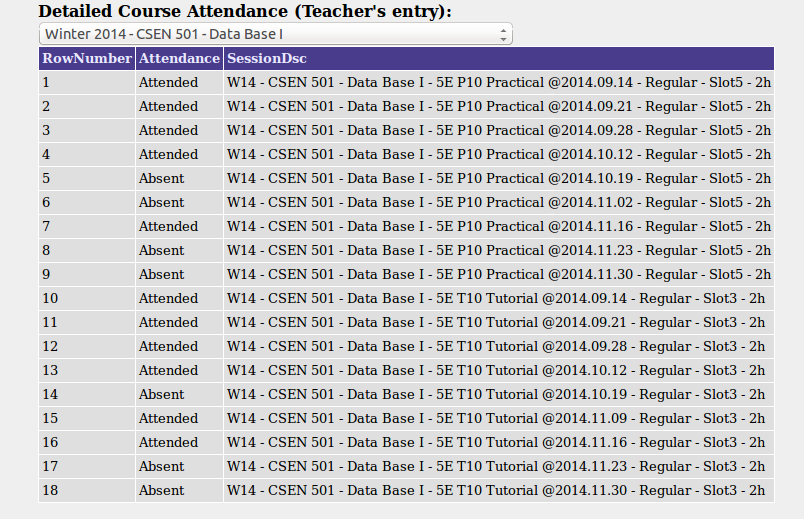 Detailed Course Attendance (Teacher's entry):
Winter 2014 - CSEN 501 - Data Base I
RowNumber Attendance SessionDsc
1 Attended W14 - CSEN 501 - Data Base I - 5E P10 Practical @2014.09.14 - Regular - Slot5 - 2h
2 Attended W14 - CSEN 501 - Data Base I - 5E P10 Practical @2014.09.21 - Regular - Slot5 - 2h
3 Attended W14 - CSEN 501 - Data Base I - 5E P10 Practical @2014.09.28 - Regular - Slot5 - 2h
4 Attended W14 - CSEN 501 - Data Base I - 5E P10 Practical @2014.10.12 - Regular - Slot5 - 2h
5 Absent W14 - CSEN 501 - Data Base I - 5E P10 Practical @2014.10.19 - Regular - Slot5 - 2h
6 Absent W14 - CSEN 501 - Data Base I - 5E P10 Practical @2014.11.02 - Regular - Slot5 - 2h
7 Attended W14 - CSEN 501 - Data Base I - 5E P10 Practical @2014.11.16 - Regular - Slot5 - 2h
8 Absent W14 - CSEN 501 - Data Base I - 5E P10 Practical @2014.11.23 - Regular - Slot5 - 2h
9 Absent W14 - CSEN 501 - Data Base I - 5E P10 Practical @2014.11.30 - Regular - Slot5 - 2h
10 Attended W14 - CSEN 501 - Data Base I - 5E T10 Tutorial @2014.09.14 - Regular - Slot3 - 2h
11 Attended W14 - CSEN 501 - Data Base I - 5E T10 Tutorial @2014.09.21 - Regular - Slot3 - 2h
12 Attended W14 - CSEN 501 - Data Base I - 5E T10 Tutorial @2014.09.28 - Regular - Slot3 - 2h
13 Attended W14 - CSEN 501 - Data Base I - 5E T10 Tutorial @2014.10.12 - Regular - Slot3 - 2h
14 Absent W14 - CSEN 501 - Data Base I - 5E T10 Tutorial @2014.10.19 - Regular - Slot3 - 2h
15 Attended W14 - CSEN 501 - Data Base I - 5E T10 Tutorial @2014.11.09 - Regular - Slot3 - 2h
16 Attended W14 - CSEN 501 - Data Base I - 5E T10 Tutorial @2014.11.16 - Regular - Slot3 - 2h
17 Absent W14 - CSEN 501 - Data Base I - 5E T10 Tutorial @2014.11.23 - Regular - Slot3 - 2h
18 Absent W14 - CSEN 501 - Data Base I - 5E T10 Tutorial @2014.11.30 - Regular - Slot3 - 2h